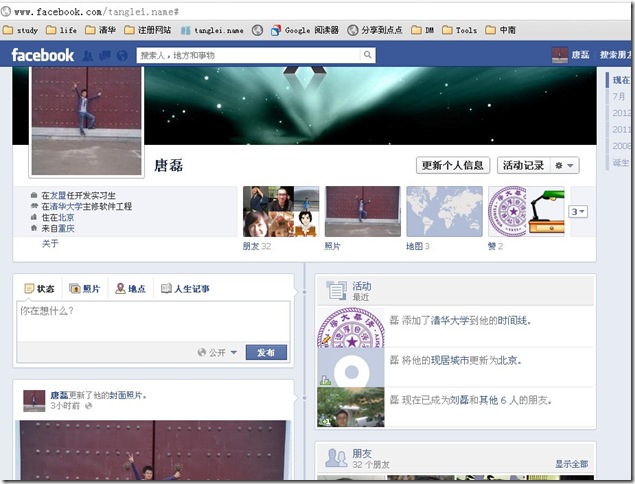 www.facebook.com/tanglei.name#
study life 清华 注册网站 tanglei.name Google 阅读器 分享到点点 DM Tools 中南
facebook 搜索人，地方和事物 唐磊 搜索朋友
现在
7月
2012
2011
2008
诞生
唐磊 更新个人信息 活动记录
在友盟任开发实习生
在清华大学主修软件工程
住在北京
来自重庆
关于
朋友 32 照片 地图 3 赞 2
3
状态 照片 地点 人生记事
你在想什么？
公开 发布
唐磊更新了他的封面照片。
3小时前
活动
最近
磊 添加了清华大学到他的时间线。
磊 将他的现居城市更新为北京。
磊 现在已成为刘磊和其他 6 人的朋友。
朋友
32 个朋友 显示全部